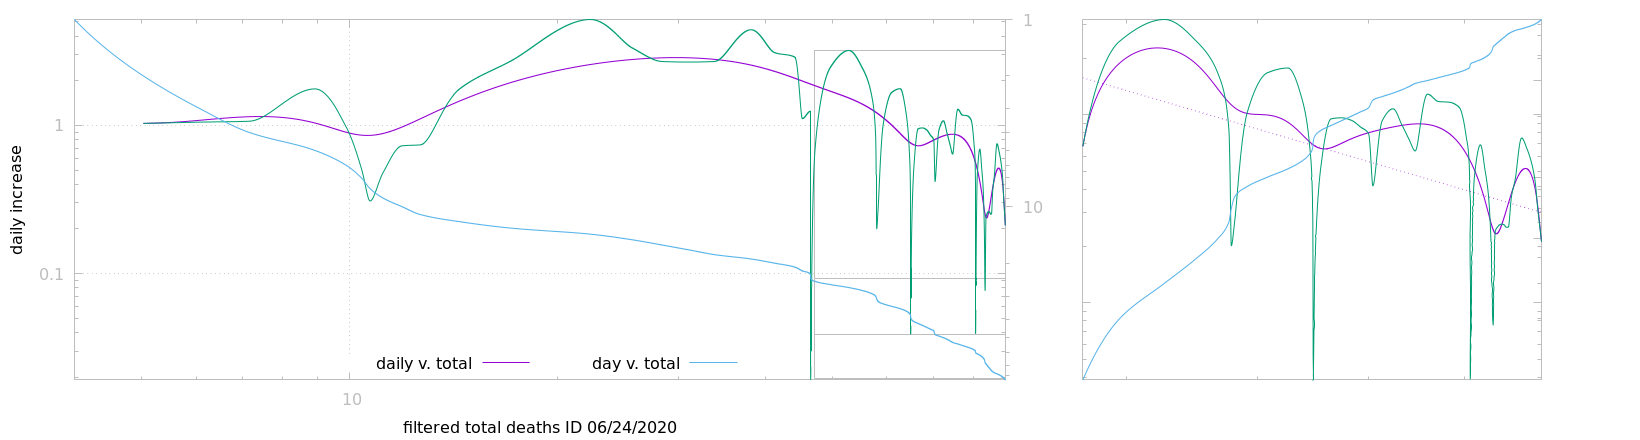 1
1
10
0.1
daily increase
daily v. total
day v. total
10
filtered total deaths ID 06/24/2020